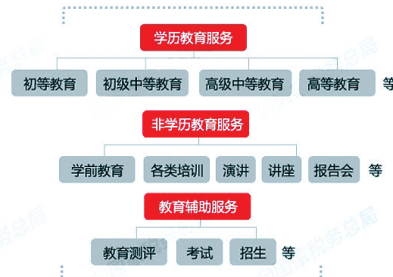 学历教育服务
初等教育 初级中等教育 高级中等教育 高等教育 等
非学历教育服务
学前教育 各类培训 演讲 讲座 报告会 等
教育辅助服务
教育测评 考试 招生 等